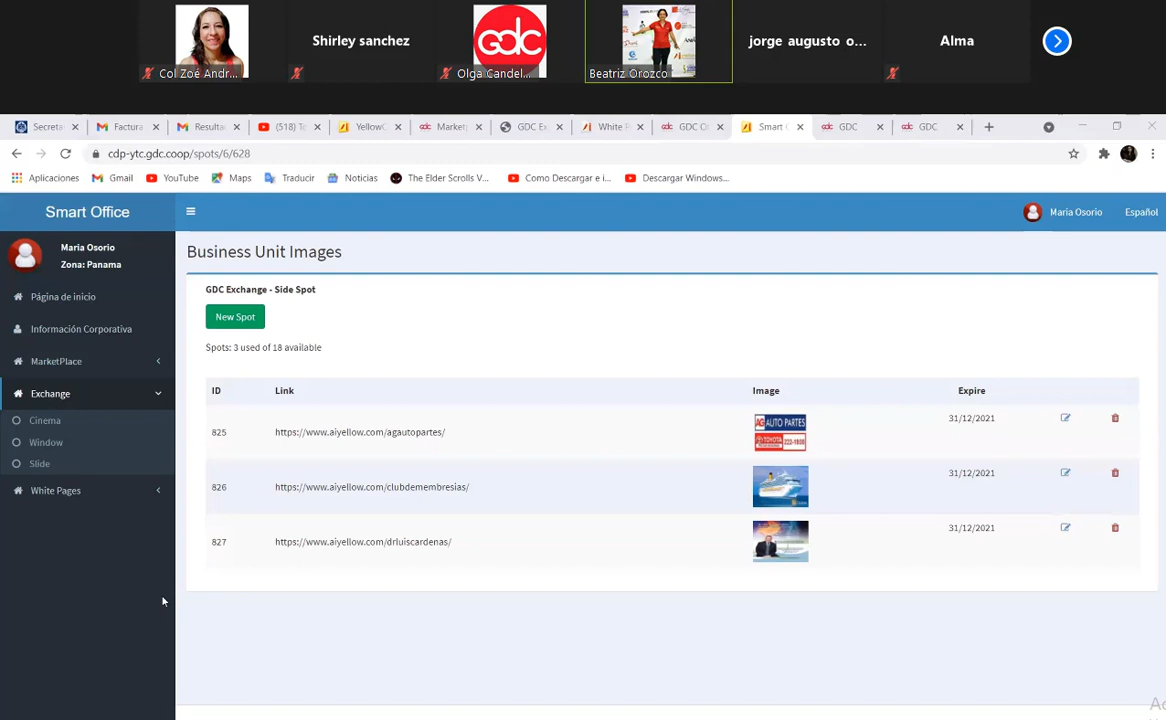 Shirley sanchez
jorge augusto o...
Alma
gdc
Col Zoé Andr...
Olga Candel...
Beatriz Orozco
Secreta
Factura
Resulta
(518) T
YellowC
Market
GDC Ex
White P
GDC O
Smart
GDC
GDC
cdp-ytc.gdc.coop/spots/6/628
Aplicaciones
Gmail
YouTube
Maps
Traducir
Noticias
The Elder Scrolls V...
Como Descargar e i...
Descargar Windows...
Smart Office
Maria Osorio
Español
Maria Osorio
Zona: Panama
Página de inicio
Información Corporativa
MarketPlace
Exchange
Cinema
Window
Slide
White Pages
Business Unit Images
GDC Exchange - Side Spot
New Spot
Spots: 3 used of 18 available
ID Link Image Expire
825 https://www.aiyellow.com/agautopartes/ 31/12/2021
AUTO PARTES
TOYOTA 222-1808
826 https://www.aiyellow.com/clubdemembresias/ 31/12/2021
827 https://www.aiyellow.com/drluiscardenas/ 31/12/2021